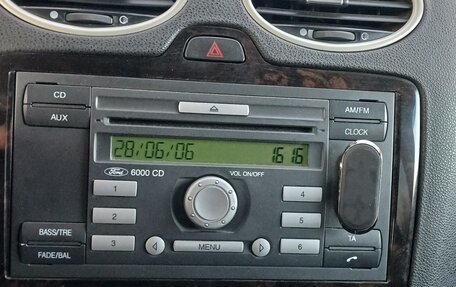 CD
AUX
AM/FM
CLOCK
28/06/06 16 16
Ford 6000 CD VOL ON/OFF
1
4
2
5
3
6
MENU
BASS/TRE
FADE/BAL
TA